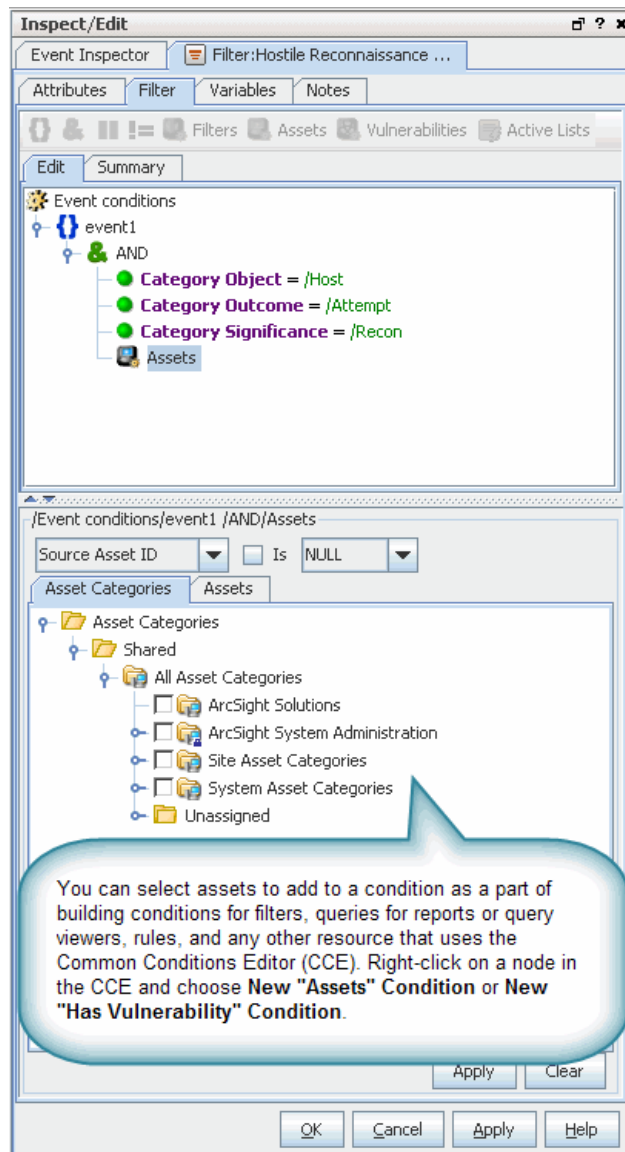 Inspect/Edit
Event Inspector Filter:Hostile Reconnaissance ...
Attributes Filter Variables Notes
{} & != Filters Assets Vulnerabilities Active Lists
Edit Summary
Event conditions
{} event1
& AND
Category Object = /Host
Category Outcome = /Attempt
Category Significance = /Recon
Assets
/Event conditions/event1 /AND/Assets
Source Asset ID Is NULL
Asset Categories Assets
Asset Categories
Shared
All Asset Categories
ArcSight Solutions
ArcSight System Administration
Site Asset Categories
System Asset Categories
Unassigned
You can select assets to add to a condition as a part of
building conditions for filters, queries for reports or query
viewers, rules, and any other resource that uses the
Common Conditions Editor (CCE). Right-click on a node in
the CCE and choose New "Assets" Condition or New
"Has Vulnerability" Condition.
Apply Clear
OK Cancel Apply Help